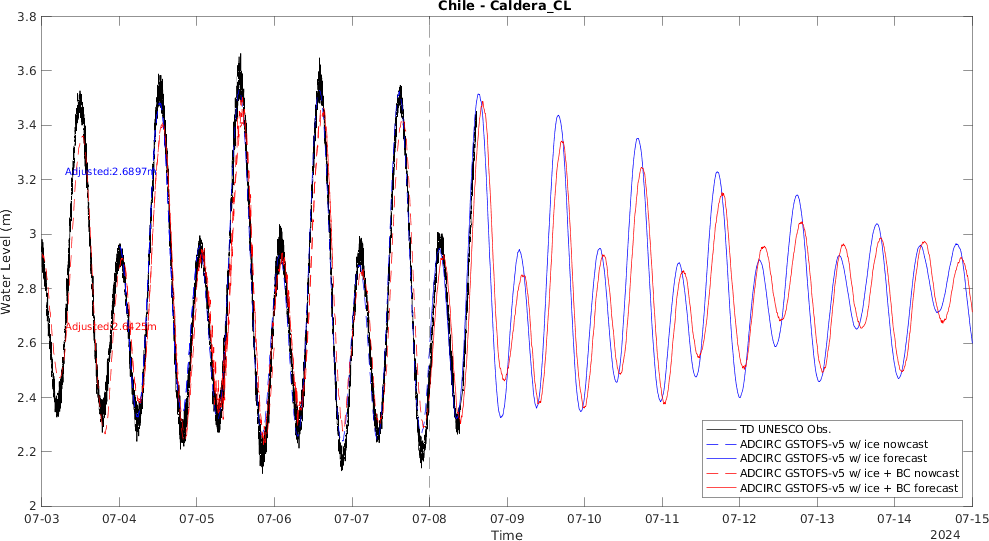 Chile - Caldera_CL
3.8
3.6
3.4
3.2
3
2.8
2.6
2.4
2.2
2
Water Level (m)
Adjusted:2.6897m
Adjusted:2.6425m
TD UNESCO Obs.
ADCIRC GSTOFS-v5 w/ ice nowcast
ADCIRC GSTOFS-v5 w/ ice forecast
ADCIRC GSTOFS-v5 w/ ice + BC nowcast
ADCIRC GSTOFS-v5 w/ ice + BC forecast
07-03 07-04 07-05 07-06 07-07 07-08 07-09 07-10 07-11 07-12 07-13 07-14 07-15
Time
2024